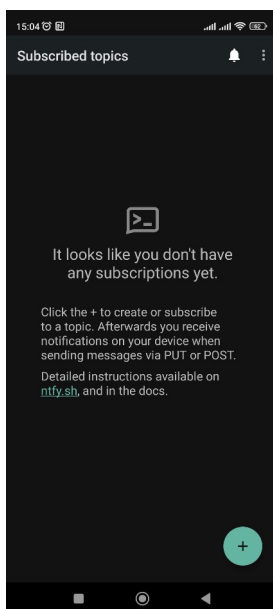 15:04
62
Subscribed topics
>_
It looks like you don't have
any subscriptions yet.
Click the + to create or subscribe
to a topic. Afterwards you receive
notifications on your device when
sending messages via PUT or POST.
Detailed instructions available on
ntfy.sh, and in the docs.
+